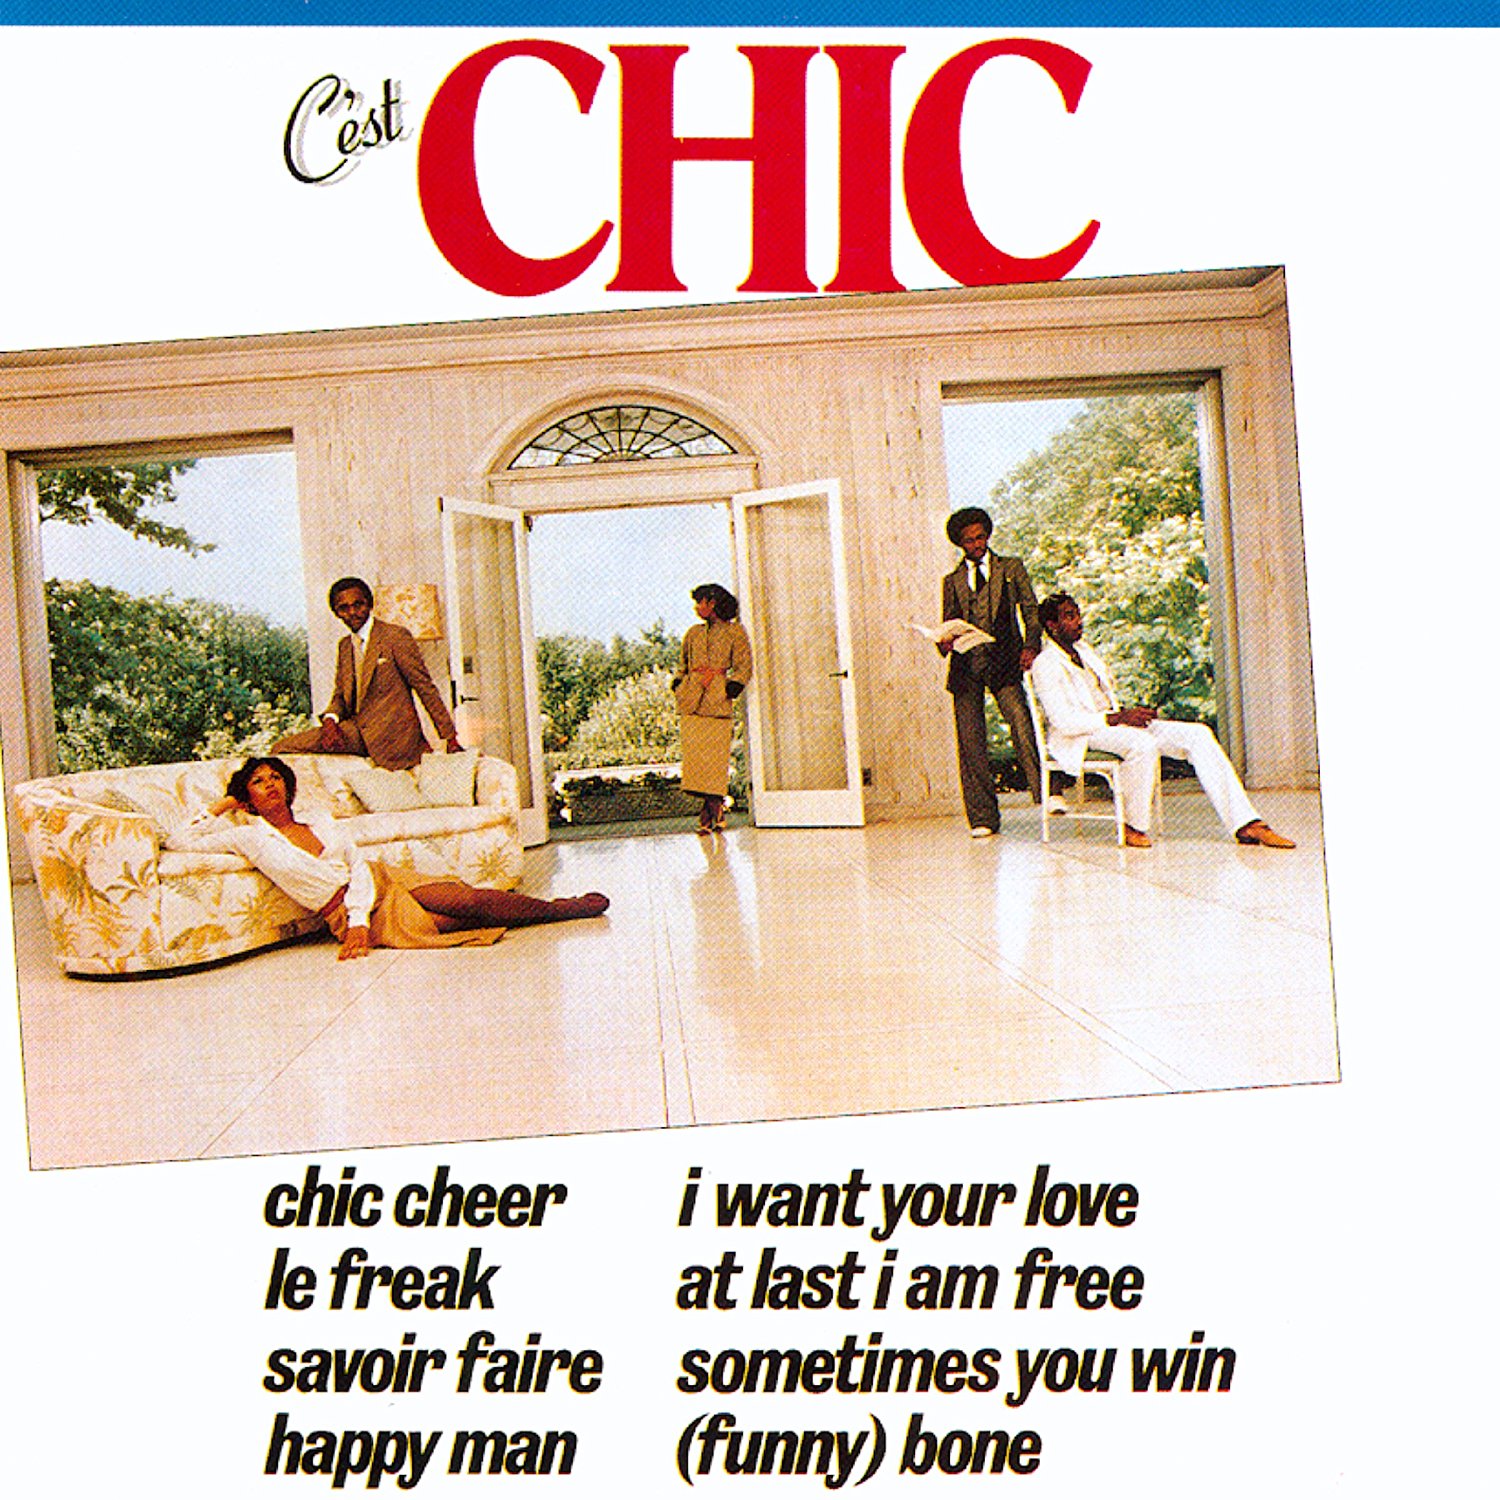 C'est CHIC
chic cheer
le freak
savoir faire
happy man
i want your love
at last i am free
sometimes you win
(funny) bone